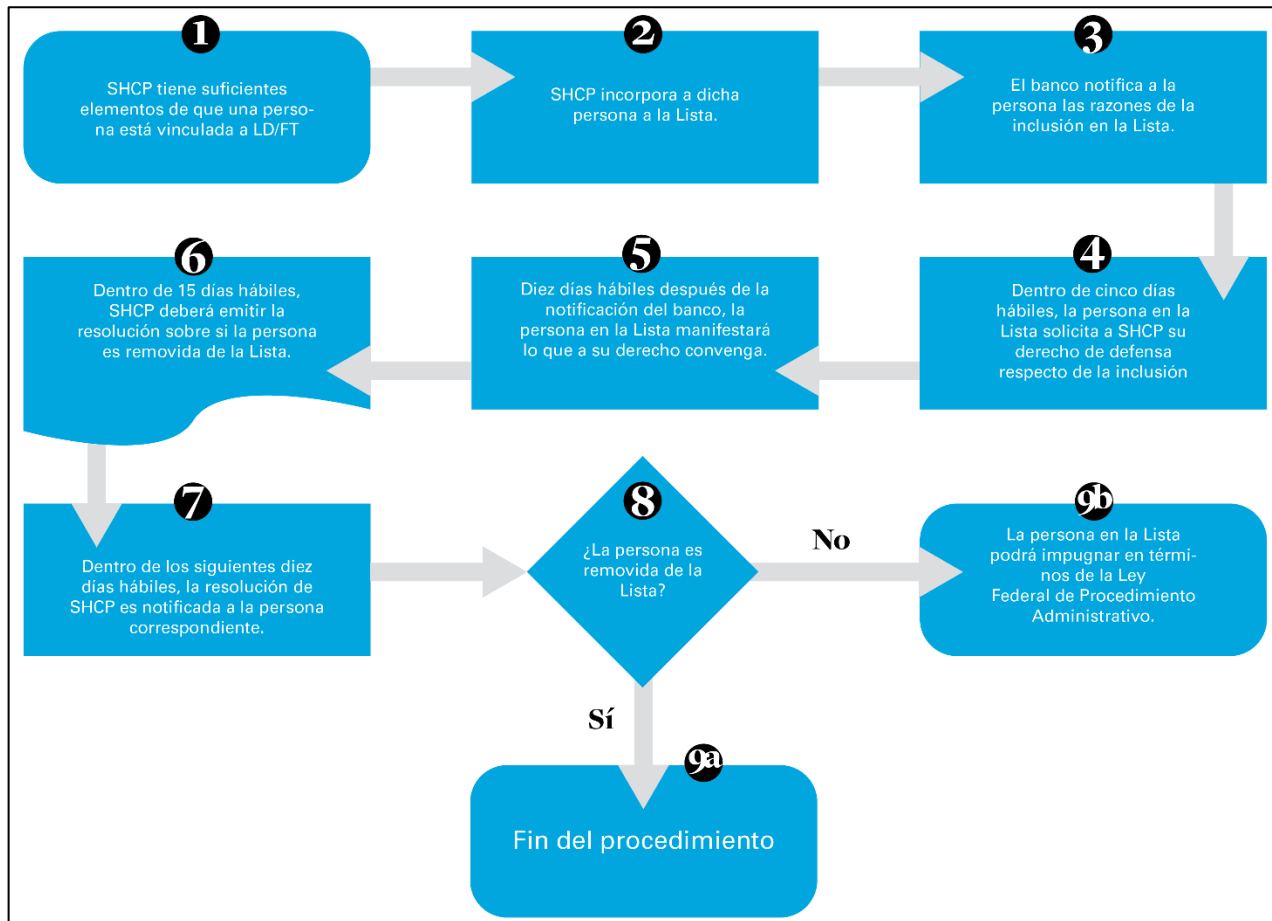 1
SHCP tiene suficientes
elementos de que una perso-
na está vinculada a LD/FT
2
SHCP incorpora a dicha
persona a la Lista.
3
El banco notifica a la
persona las razones de la
inclusión en la Lista.
4
Dentro de cinco días
hábiles, la persona en la
Lista solicita a SHCP su
derecho de defensa
respecto de la inclusión
5
Diez días hábiles después de la
notificación del banco, la
persona en la Lista manifestará
lo que a su derecho convenga.
6
Dentro de 15 días hábiles,
SHCP deberá emitir la
resolución sobre si la persona
es removida de la Lista.
7
Dentro de los siguientes diez
días hábiles, la resolución de
SHCP es notificada a la persona
correspondiente.
8
¿La persona es
removida de la
Lista?
No
9b
La persona en la Lista
podrá impugnar en térmi-
nos de la Ley
Federal de Procedimiento
Administrativo.
Sí
9a
Fin del procedimiento